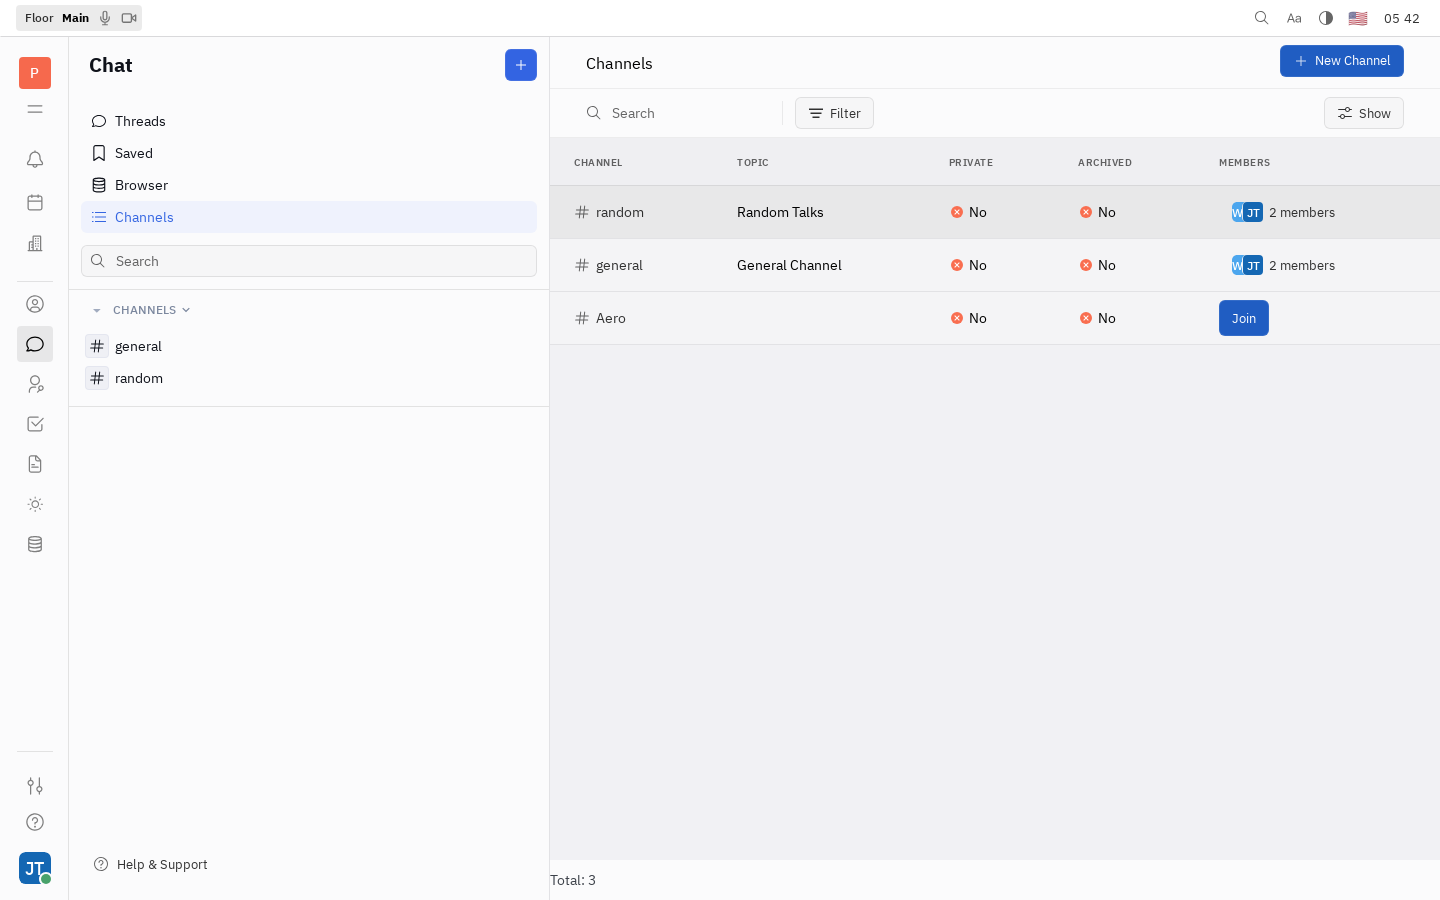 Floor Main
Aa
05 42
P
Chat
Threads
Saved
Browser
Channels
Search
CHANNELS
general
random
Help & Support
JT
Channels
New Channel
Search
Filter
Show
CHANNEL TOPIC PRIVATE ARCHIVED MEMBERS
random Random Talks No No W JT 2 members
general General Channel No No W JT 2 members
Aero No No Join
Total: 3